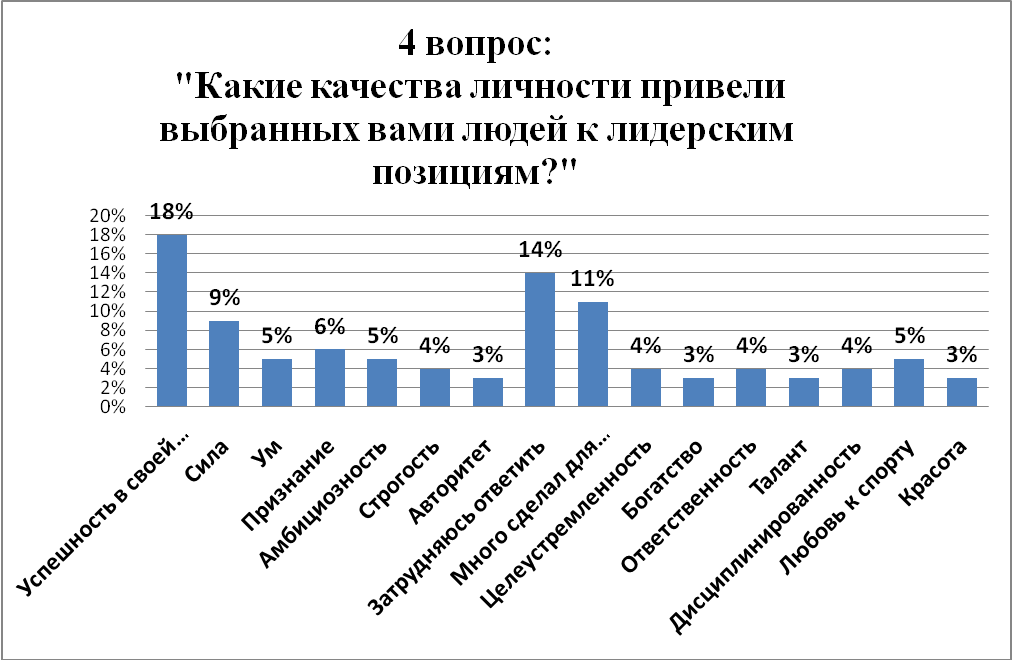 4 вопрос:
"Какие качества личности привели
выбранных вами людей к лидерским
позициям?"
20%
18%
16%
14%
12%
10%
8%
6%
4%
2%
0%
18%
9%
5%
6%
5%
4%
3%
14%
11%
4%
3%
4%
3%
4%
5%
3%
Успешность в своей...
Сила
Ум
Признание
Амбициозность
Строгость
Авторитет
Затрудняюсь ответить
Много сделал для...
Целеустремленность
Богатство
Ответственность
Талант
Дисциплинированность
Любовь к спорту
Красота